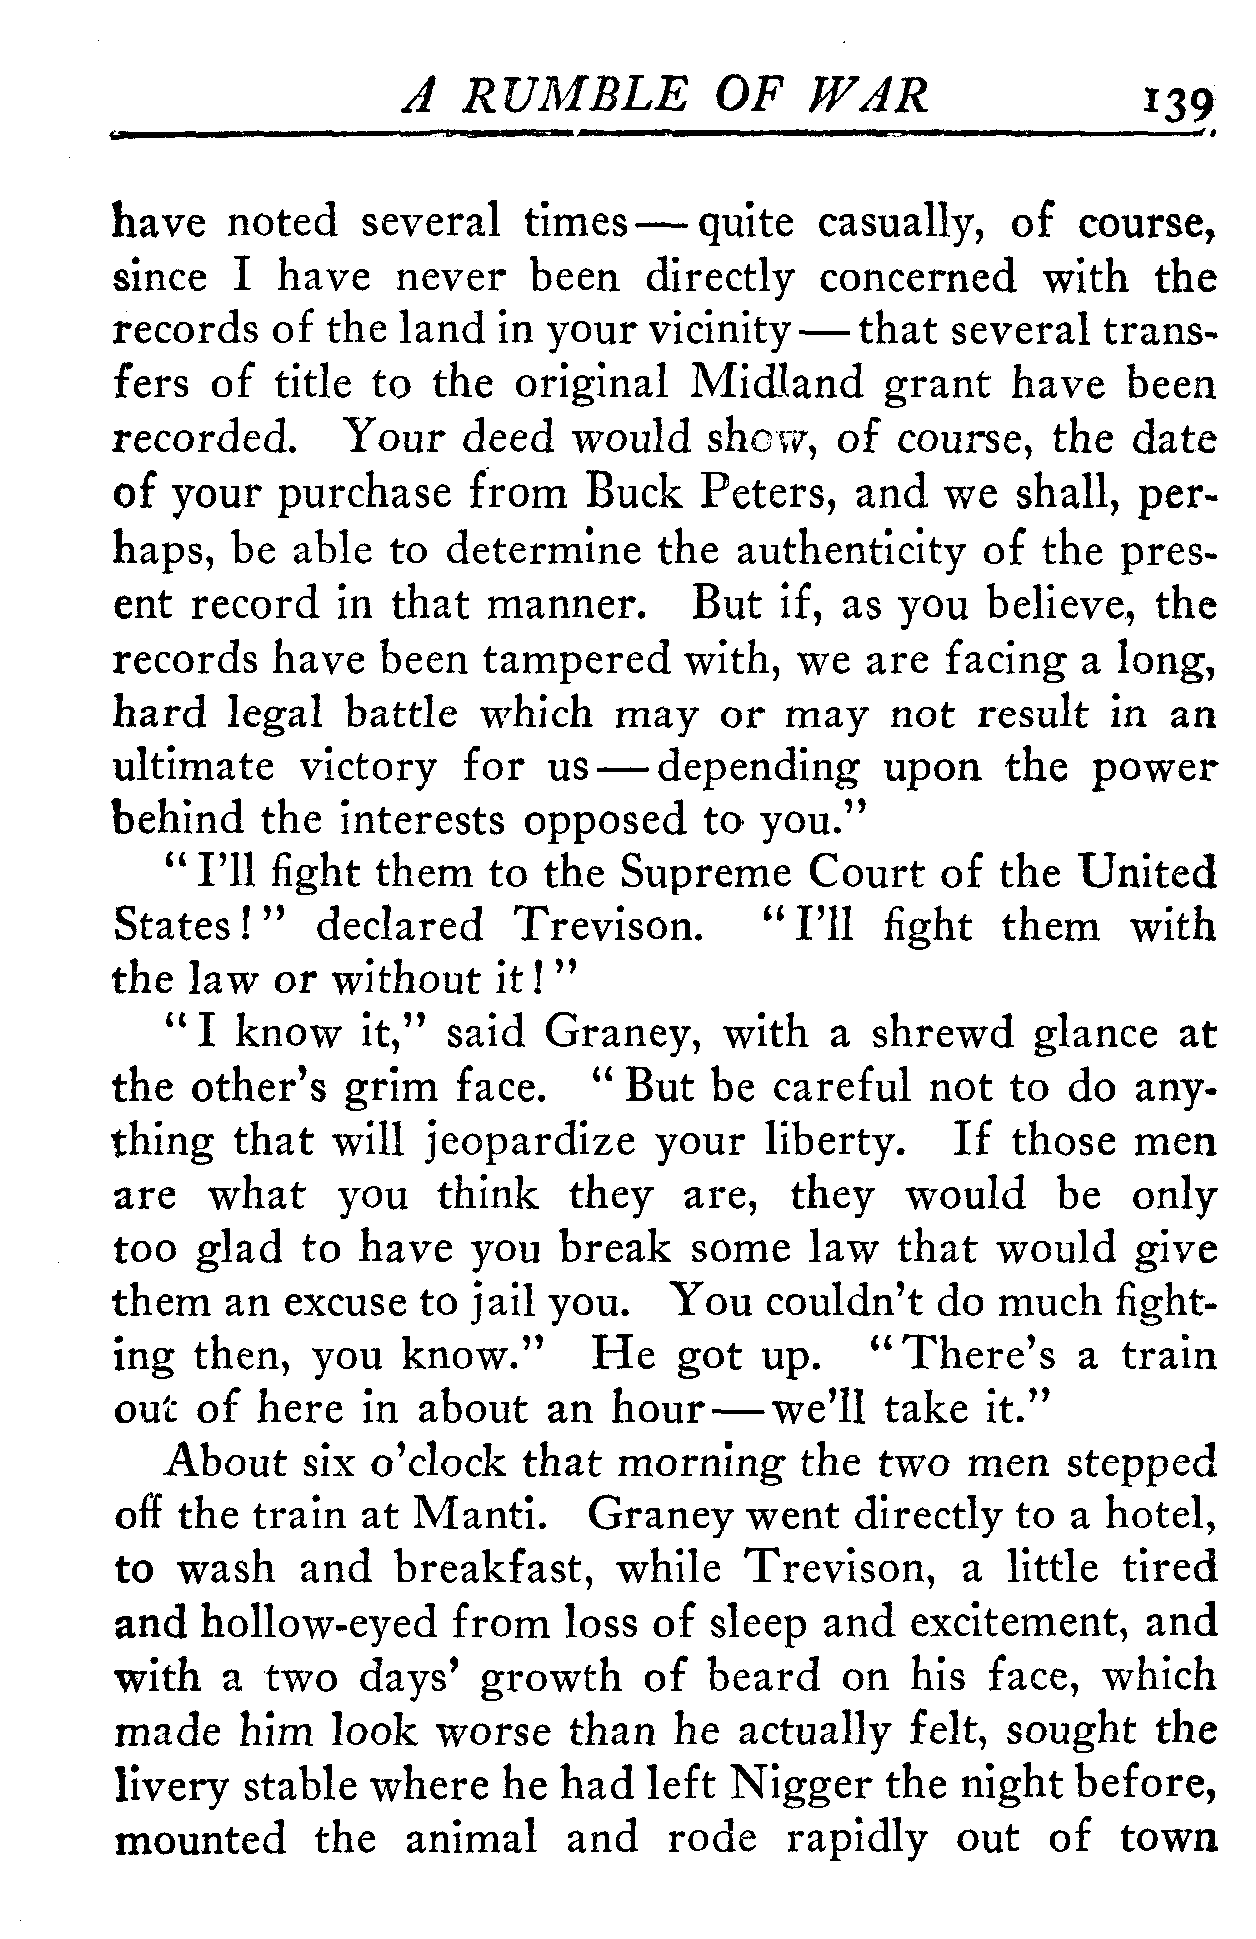 A RUMBLE OF WAR 139
have noted several times — quite casually, of course,
since I have never been directly concerned with the
records of the land in your vicinity — that several trans-
fers of title to the original Midland grant have been
recorded. Your deed would show, of course, the date
of your purchase from Buck Peters, and we shall, per-
haps, be able to determine the authenticity of the pres-
ent record in that manner. But if, as you believe, the
records have been tampered with, we are facing a long,
hard legal battle which may or may not result in an
ultimate victory for us — depending upon the power
behind the interests opposed to you."
"I'll fight them to the Supreme Court of the United
States!" declared Trevison. "I'll fight them with
the law or without it!"
"I know it," said Graney, with a shrewd glance at
the other's grim face. "But be careful not to do any-
thing that will jeopardize your liberty. If those men
are what you think they are, they would be only
too glad to have you break some law that would give
them an excuse to jail you. You couldn't do much fight-
ing then, you know." He got up. "There's a train
out of here in about an hour — we'll take it."
About six o'clock that morning the two men stepped
off the train at Manti. Graney went directly to a hotel,
to wash and breakfast, while Trevison, a little tired
and hollow-eyed from loss of sleep and excitement, and
with a two days' growth of beard on his face, which
made him look worse than he actually felt, sought the
livery stable where he had left Nigger the night before,
mounted the animal and rode rapidly out of town